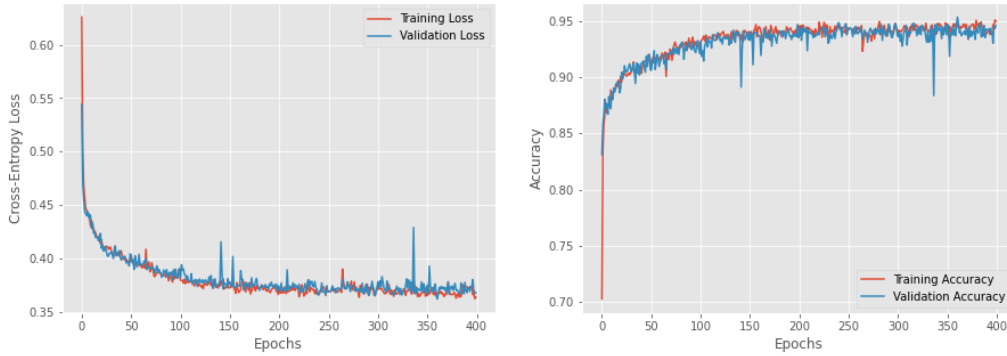 Training Loss
Validation Loss
0.60
0.55
0.50
0.45
0.40
0.35
Cross-Entropy Loss
0 50 100 150 200 250 300 350 400
Epochs
0.95
0.90
0.85
0.80
0.75
0.70
Accuracy
Training Accuracy
Validation Accuracy
0 50 100 150 200 250 300 350 400
Epochs